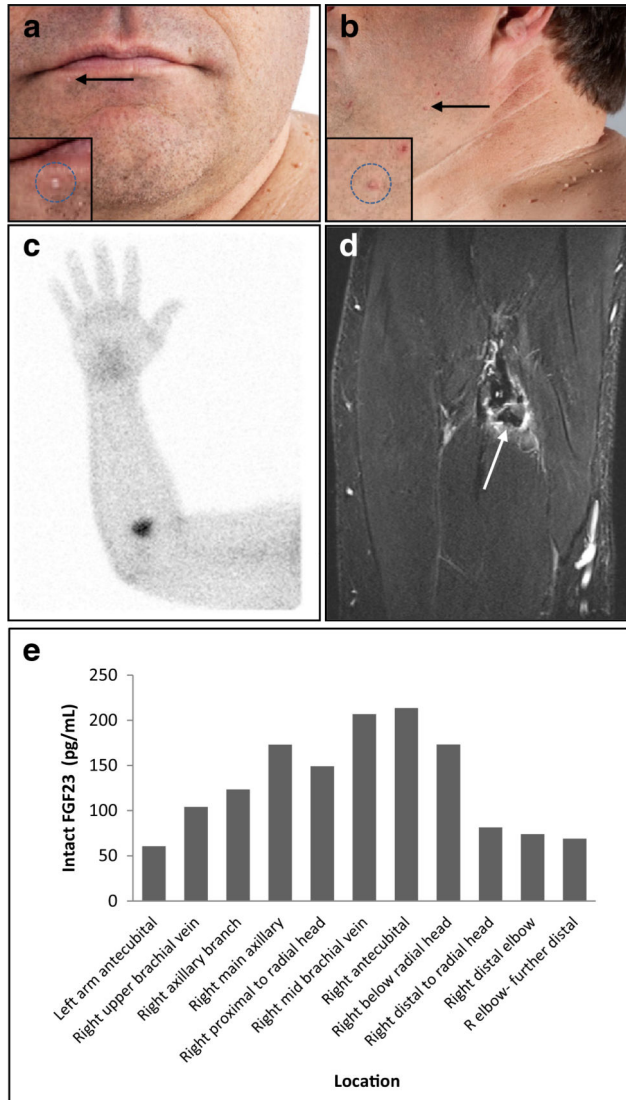 a
b
c
d
e
Intact FGF23 (pg/mL)
250
200
150
100
50
0
Left arm antecubital
Right upper brachial vein
Right axillary branch
Right main axillary
Right proximal to radial head
Right mid brachial vein
Right antecubital
Right below radial head
Right distal to radial head
Right distal elbow
R elbow- further distal
Location